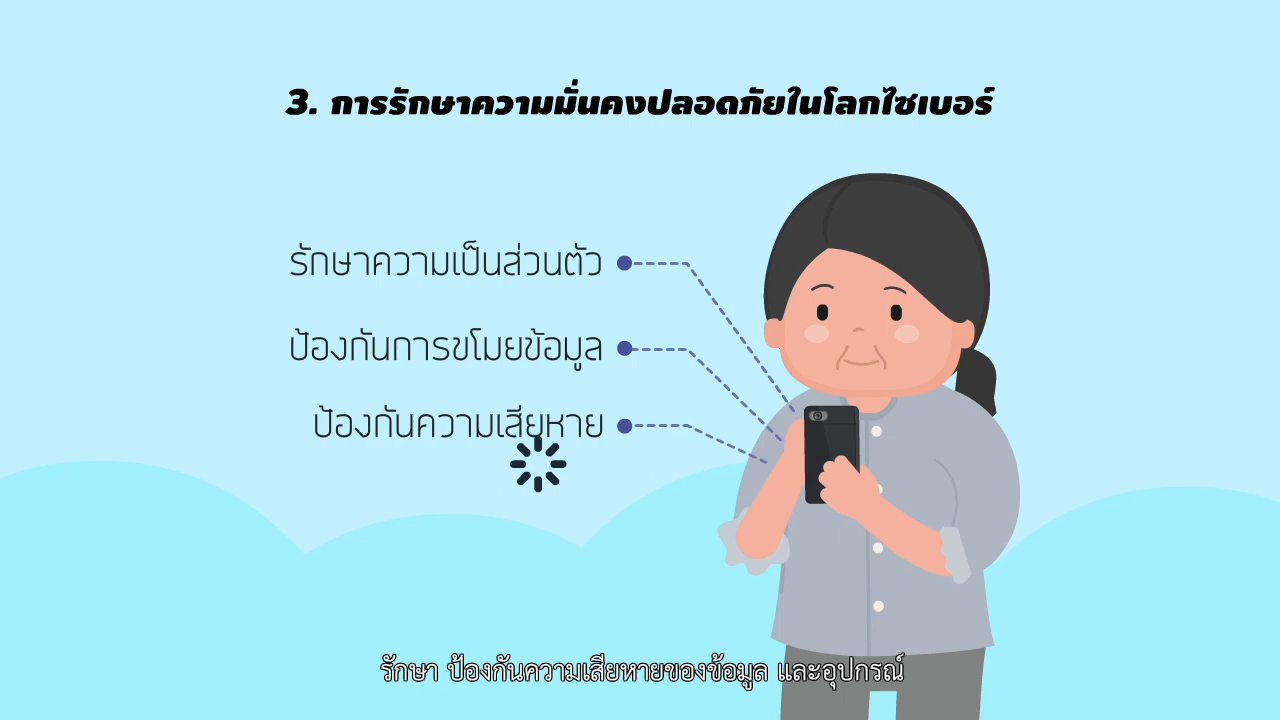 3. การรักษาความมั่นคงปลอดภัยในโลกไซเบอร์
รักษาความเป็นส่วนตัว
ป้องกันการขโมยข้อมูล
ป้องกันความเสียหาย
รักษา ป้องกันความเสียหายของข้อมูล และอุปกรณ์